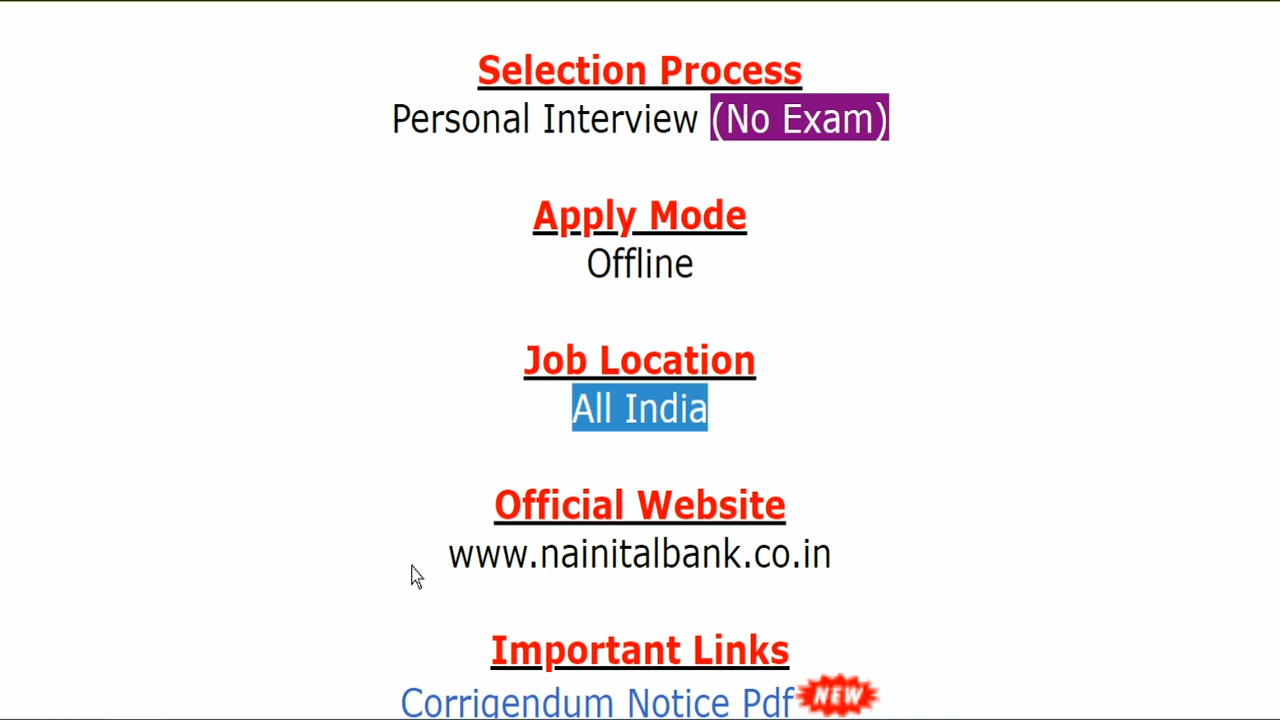 Selection Process
Personal Interview (No Exam)
Apply Mode
Offline
Job Location
All India
Official Website
www.nainitalbank.co.in
Important Links
Corrigendum Notice Pdf NEW